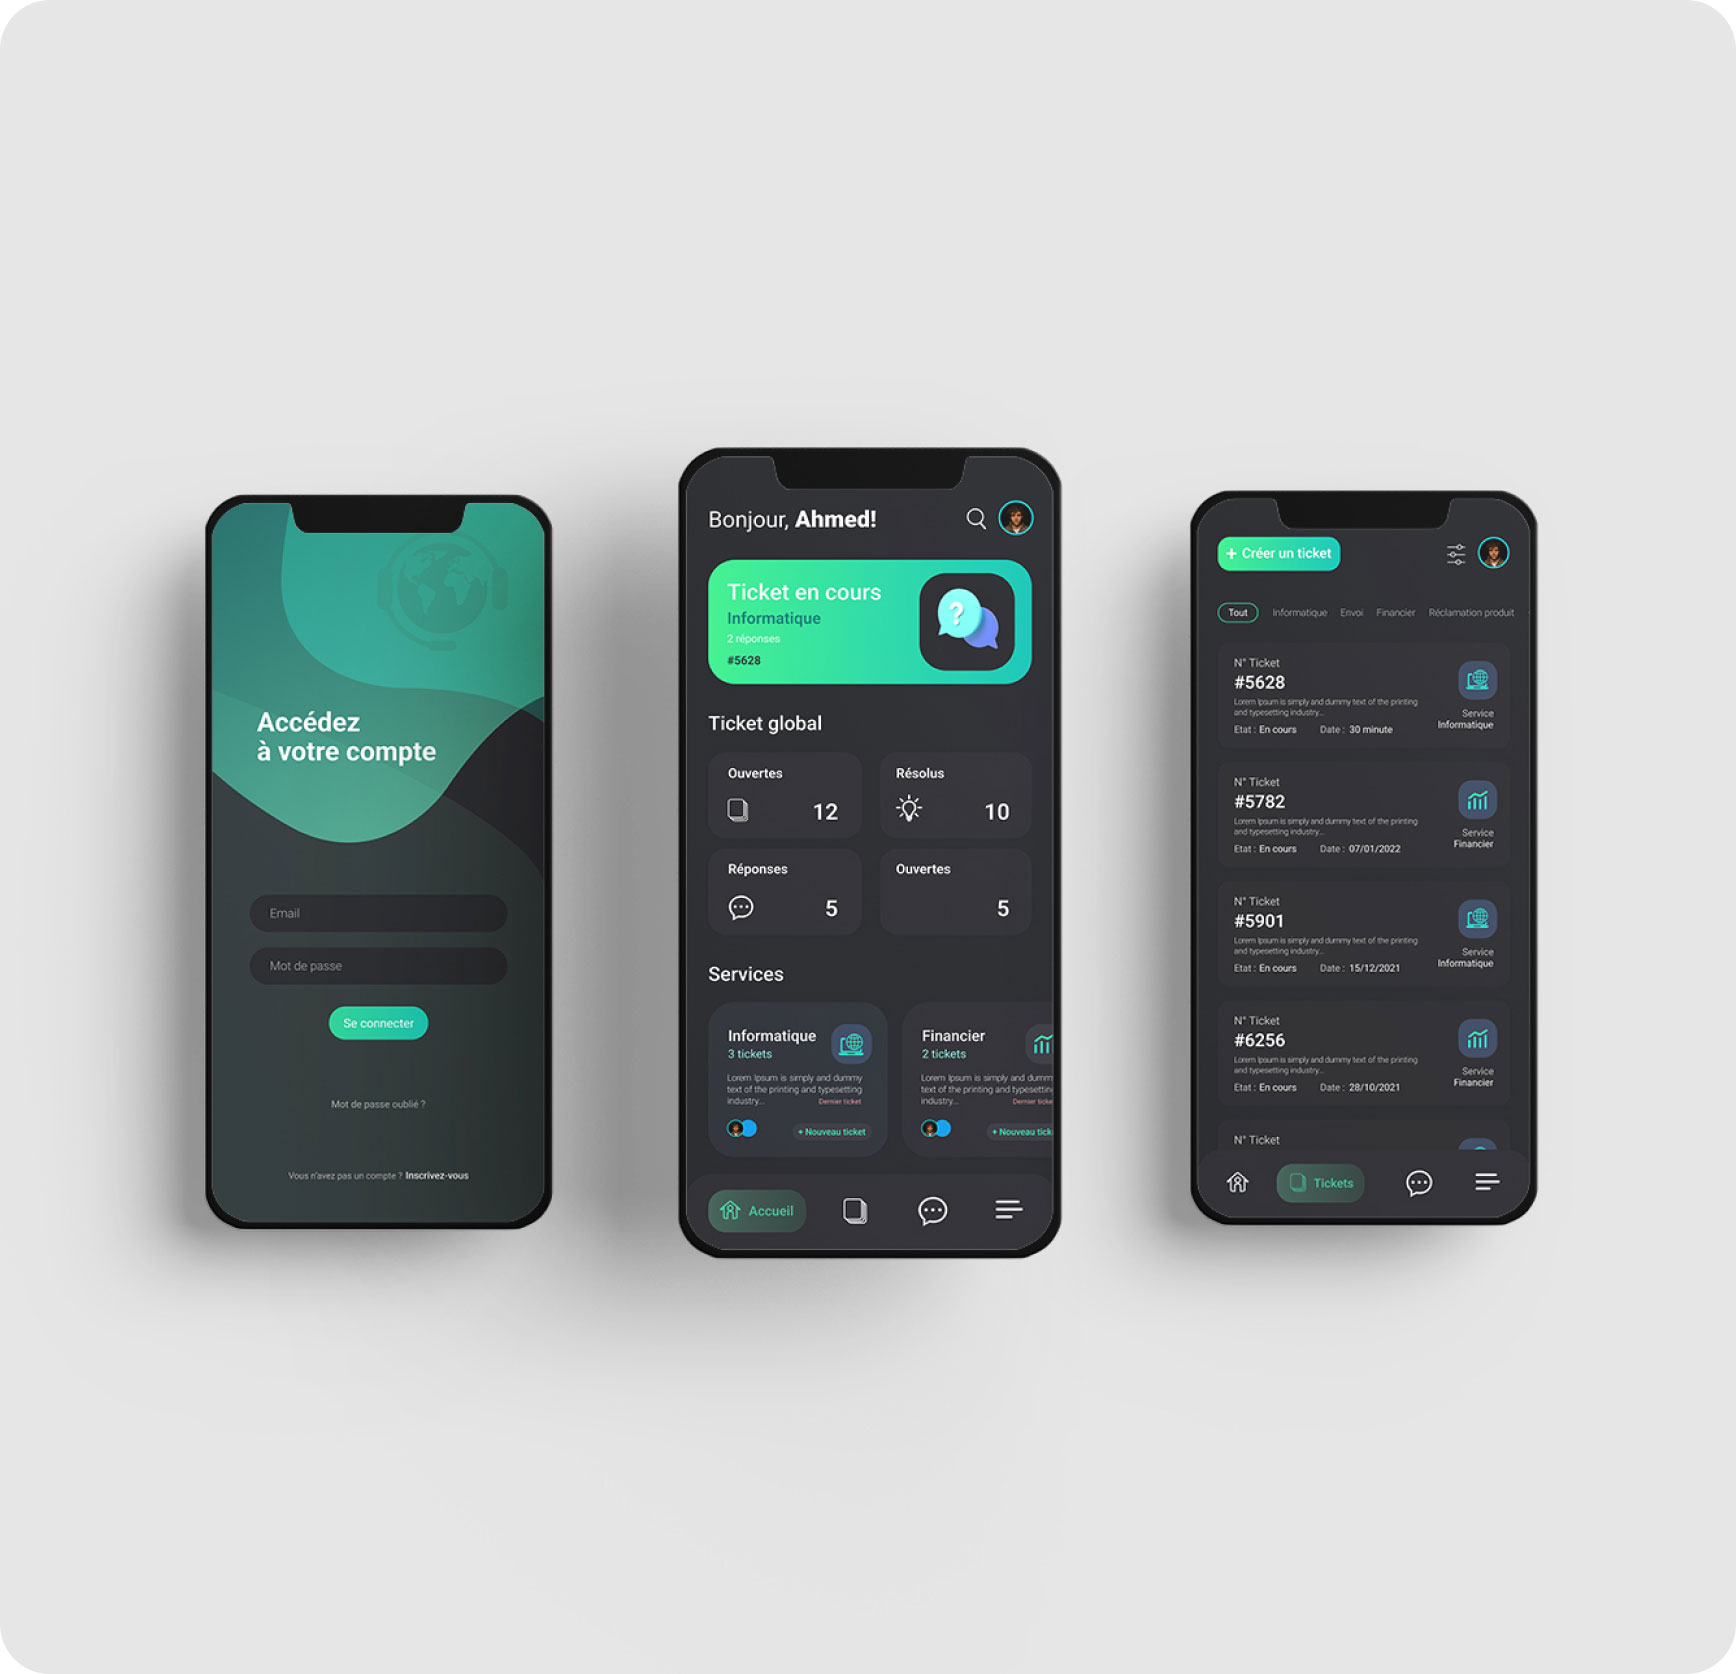 Accédez
à votre compte
Email
Mot de passe
Se connecter
Mot de passe oublié ?
Vous n'avez pas un compte ? Inscrivez-vous
Bonjour, Ahmed!
Ticket en cours
Informatique
2 réponses
#5628
?
Ticket global
Ouvertes
12
Résolus
10
Réponses
5
Ouvertes
5
Services
Informatique
3 tickets
Lorem Ipsum is simply and dummy
text of the printing and typesetting
industry...
Dernier ticket
+ Nouveau ticket
Financier
2 tickets
Lorem Ipsum is simply and dumm
text of the printing and typesetting
industry...
Dernier ticke
+ Nouveau tick
Accueil
+ Créer un ticket
Tout Informatique Envoi Financier Réclamation produit
N° Ticket
#5628
Lorem Ipsum is simply and dummy text of the printing
and typesetting industry...
Etat : En cours Date : 30 minute
Service
Informatique
N° Ticket
#5782
Lorem Ipsum is simply and dummy text of the printing
and typesetting industry...
Etat : En cours Date : 07/01/2022
Service
Financier
N° Ticket
#5901
Lorem Ipsum is simply and dummy text of the printing
and typesetting industry...
Etat : En cours Date : 15/12/2021
Service
Informatique
N° Ticket
#6256
Lorem Ipsum is simply and dummy text of the printing
and typesetting industry...
Etat : En cours Date : 28/10/2021
Service
Financier
N° Ticket
Tickets